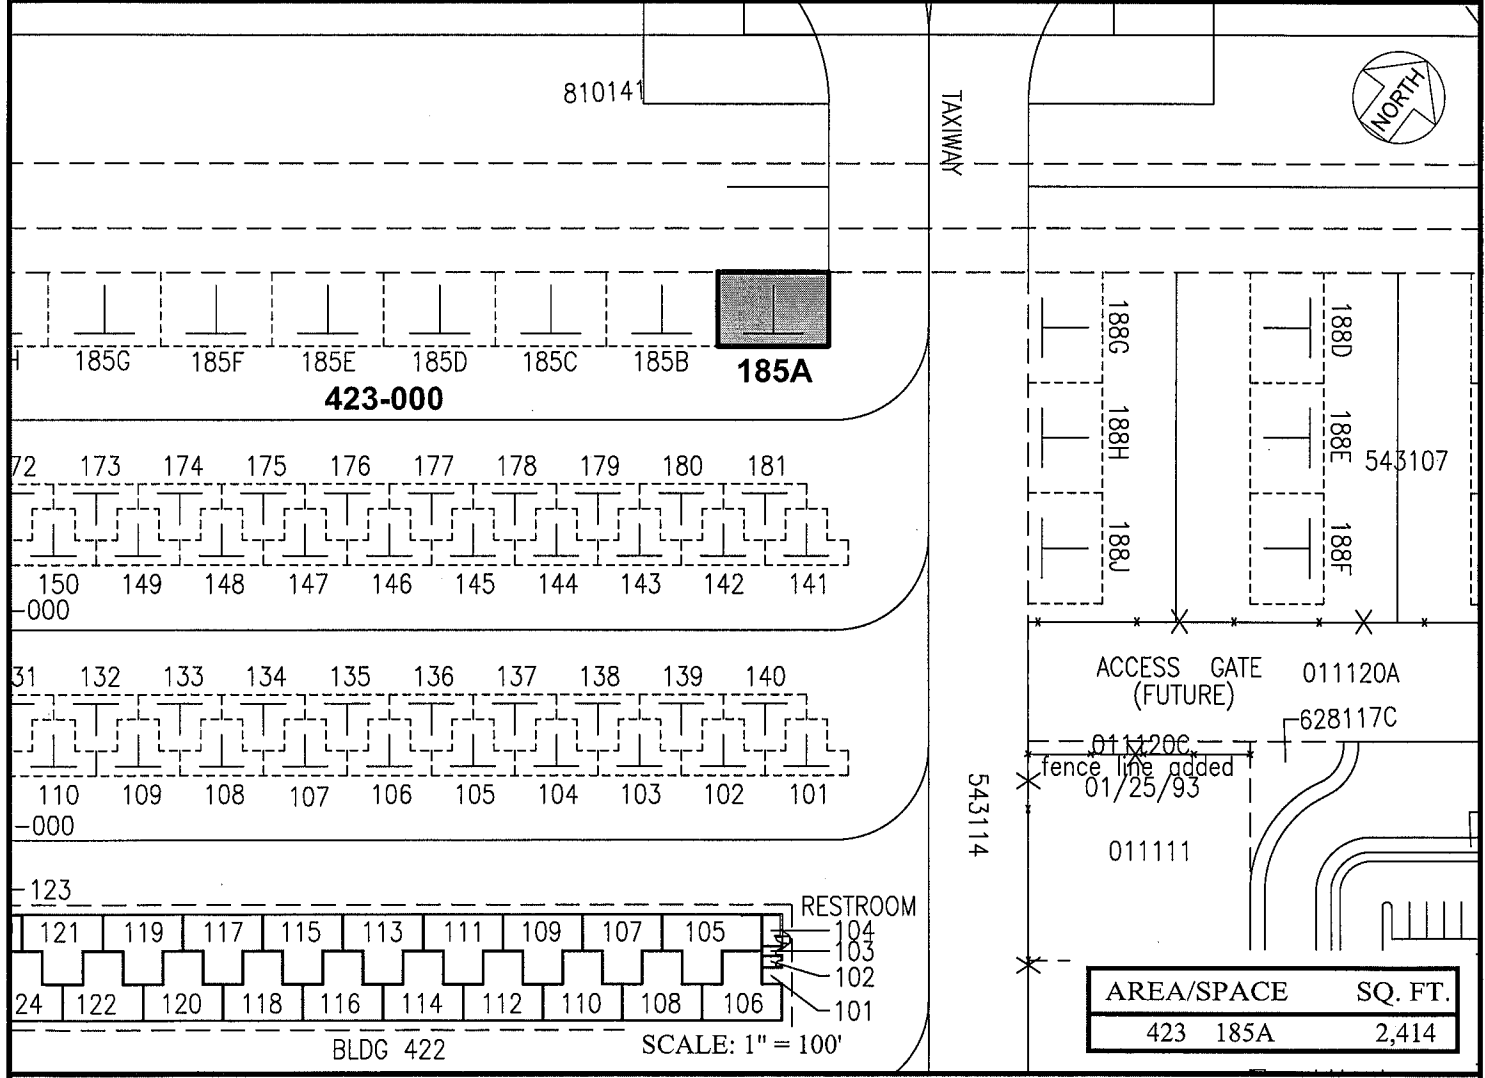 810141
TAXIWAY
NORTH
H 185G 185F 185E 185D 185C 185B 185A
423-000
188G 188D
188H 188E 543107
188J 188F
72 173 174 175 176 177 178 179 180 181
150 149 148 147 146 145 144 143 142 141
-000
ACCESS GATE 011120A
(FUTURE)
628117C
31 132 133 134 135 136 137 138 139 140
011120C
fence line added
01/25/93
110 109 108 107 106 105 104 103 102 101
-000
543114
011111
123
RESTROOM
121 119 117 115 113 111 109 107 105 104
103
102
24 122 120 118 116 114 112 110 108 106 101
BLDG 422
SCALE: 1" = 100'
AREA/SPACE SQ. FT.
423 185A 2,414